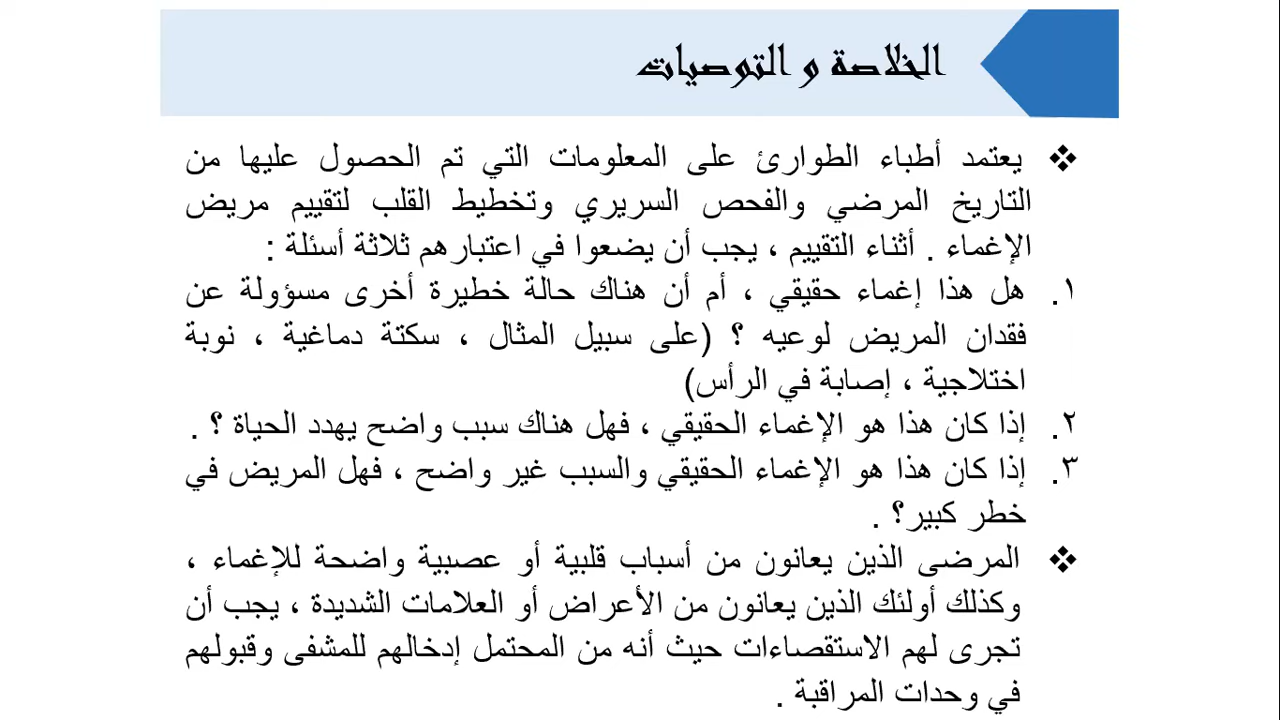 الخلاصة و التوصيات
❖ يعتمد أطباء الطوارئ على المعلومات التي تم الحصول عليها من
التاريخ المرضي والفحص السريري وتخطيط القلب لتقييم مريض
الإغماء . أثناء التقييم ، يجب أن يضعوا في اعتبارهم ثلاثة أسئلة :
١. هل هذا إغماء حقيقي ، أم أن هناك حالة خطيرة أخرى مسؤولة عن
فقدان المريض لوعيه ؟ (على سبيل المثال ، سكتة دماغية ، نوبة
اختلاجية ، إصابة في الرأس)
٢. إذا كان هذا هو الإغماء الحقيقي ، فهل هناك سبب واضح يهدد الحياة ؟ .
٣. إذا كان هذا هو الإغماء الحقيقي والسبب غير واضح ، فهل المريض في
خطر كبير؟ .
❖ المرضى الذين يعانون من أسباب قلبية أو عصبية واضحة للإغماء ،
وكذلك أولئك الذين يعانون من الأعراض أو العلامات الشديدة ، يجب أن
تجرى لهم الاستقصاءات حيث أنه من المحتمل إدخالهم للمشفى وقبولهم
في وحدات المراقبة .